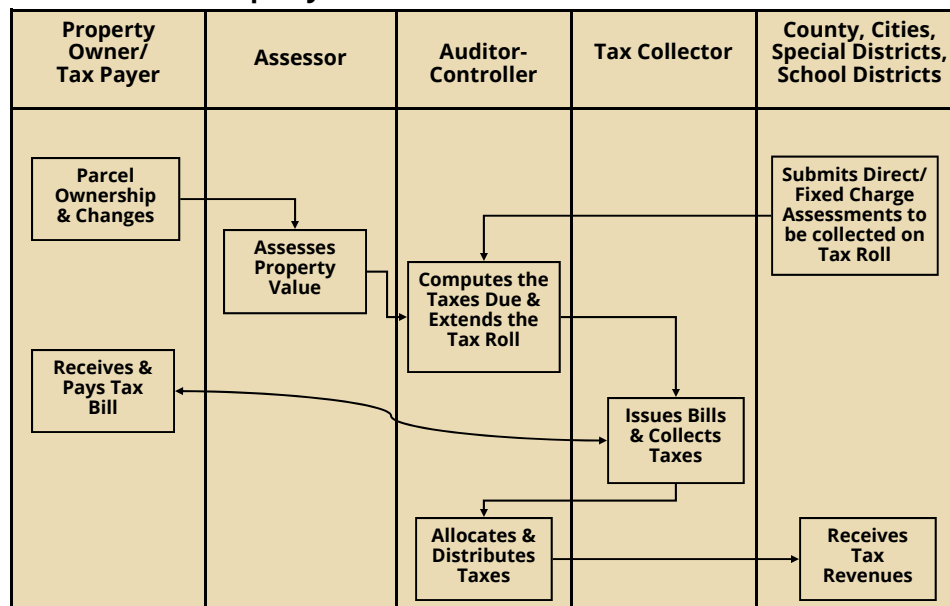 Property
Owner/
Tax Payer
Assessor
Auditor-
Controller
Tax Collector
County, Cities,
Special Districts,
School Districts
Parcel
Ownership
& Changes
Submits Direct/
Fixed Charge
Assessments to
be collected on
Tax Roll
Assesses
Property
Value
Computes the
Taxes Due &
Extends the
Tax Roll
Receives &
Pays Tax
Bill
Issues Bills
& Collects
Taxes
Allocates &
Distributes
Taxes
Receives
Tax
Revenues